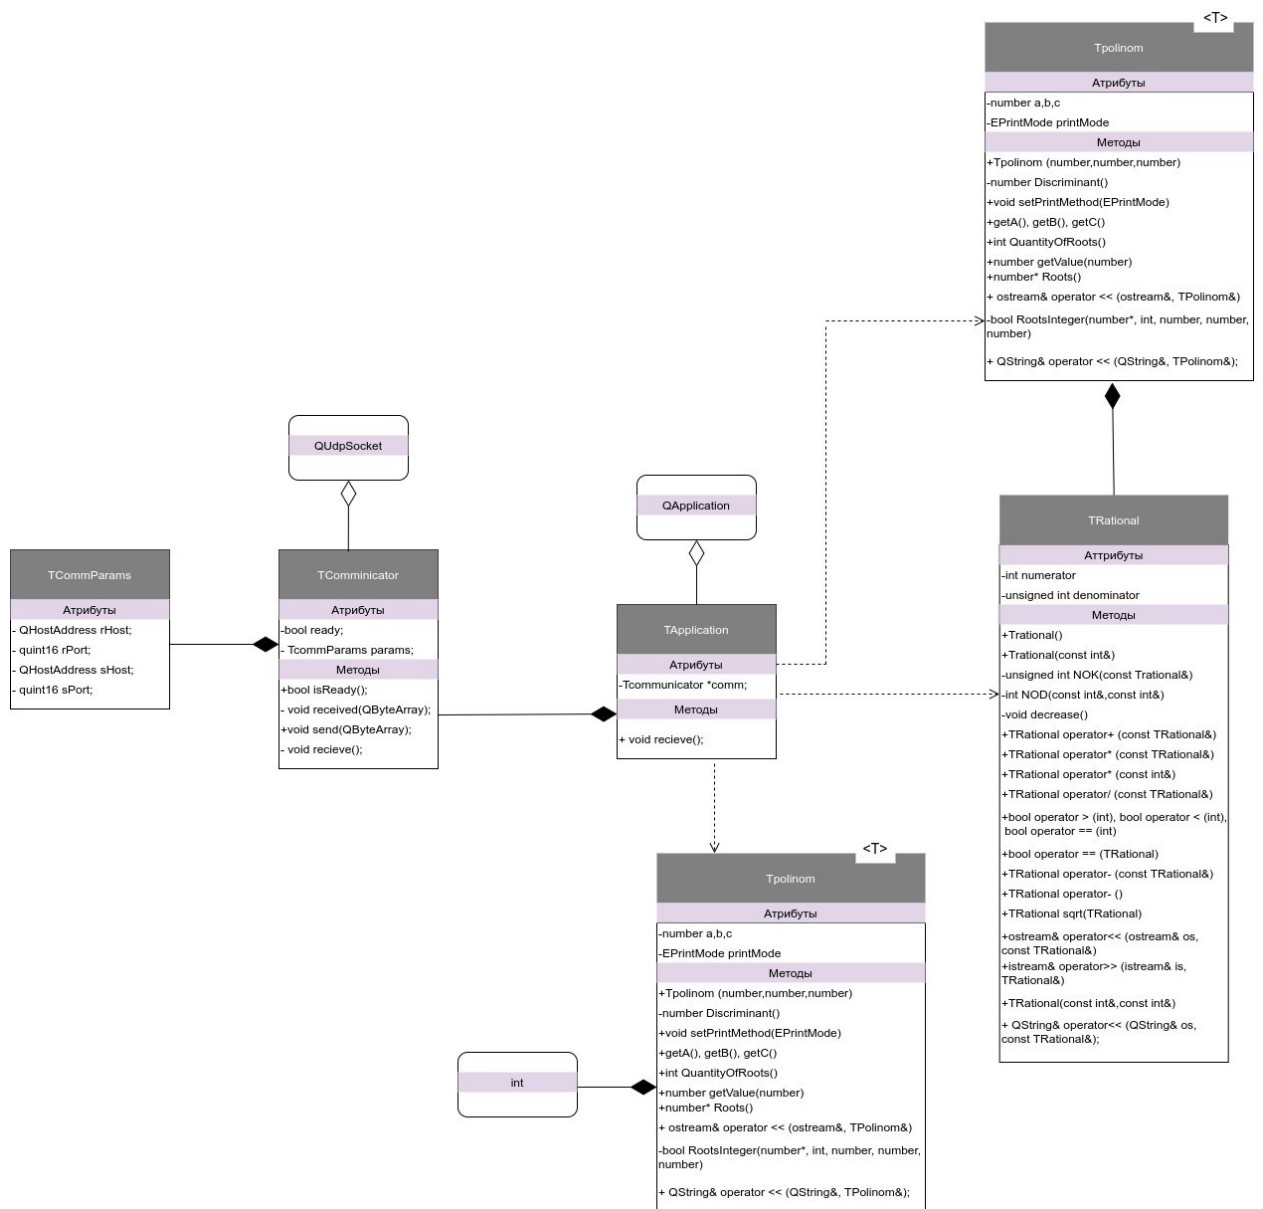 <T>
Tpolinom
Атрибуты
-number a,b,c
-EPrintMode printMode
Методы
+Tpolinom (number,number,number)
-number Discriminant()
+void setPrintMethod(EPrintMode)
+getA(), getB(), getC()
+int QuantityOfRoots()
+number getValue(number)
+number* Roots()
+ ostream& operator << (ostream&, TPolinom&)
-bool RootsInteger(number*, int, number, number,
number)
+ QString& operator << (QString&, TPolinom&);
QUdpSocket
QApplication
TCommParams
Атрибуты
- QHostAddress rHost;
- quint16 rPort;
- QHostAddress sHost;
- quint16 sPort;
TComminicator
Атрибуты
-bool ready;
- TcommParams params;
Методы
+bool isReady();
- void received(QByteArray);
+void send(QByteArray);
- void recieve();
TApplication
Атрибуты
-Tcommunicator *comm;
Методы
+ void recieve();
TRational
Аттрибуты
-int numerator
-unsigned int denominator
Методы
+Trational()
+Trational(const int&)
-unsigned int NOK(const Trational&)
-int NOD(const int&,const int&)
-void decrease()
+TRational operator+ (const TRational&)
+TRational operator* (const TRational&)
+TRational operator* (const int&)
+TRational operator/ (const TRational&)
+bool operator > (int), bool operator < (int),
bool operator == (int)
+bool operator == (TRational)
+TRational operator- (const TRational&)
+TRational operator- ()
+TRational sqrt(TRational)
+ostream& operator<< (ostream& os,
const TRational&)
+istream& operator>> (istream& is,
TRational&)
+TRational(const int&,const int&)
+ QString& operator<< (QString& os,
const TRational&);
<T>
Tpolinom
Атрибуты
-number a,b,c
-EPrintMode printMode
Методы
+Tpolinom (number,number,number)
-number Discriminant()
+void setPrintMethod(EPrintMode)
+getA(), getB(), getC()
+int QuantityOfRoots()
+number getValue(number)
+number* Roots()
+ ostream& operator << (ostream&, TPolinom&)
-bool RootsInteger(number*, int, number, number,
number)
+ QString& operator << (QString&, TPolinom&);
int